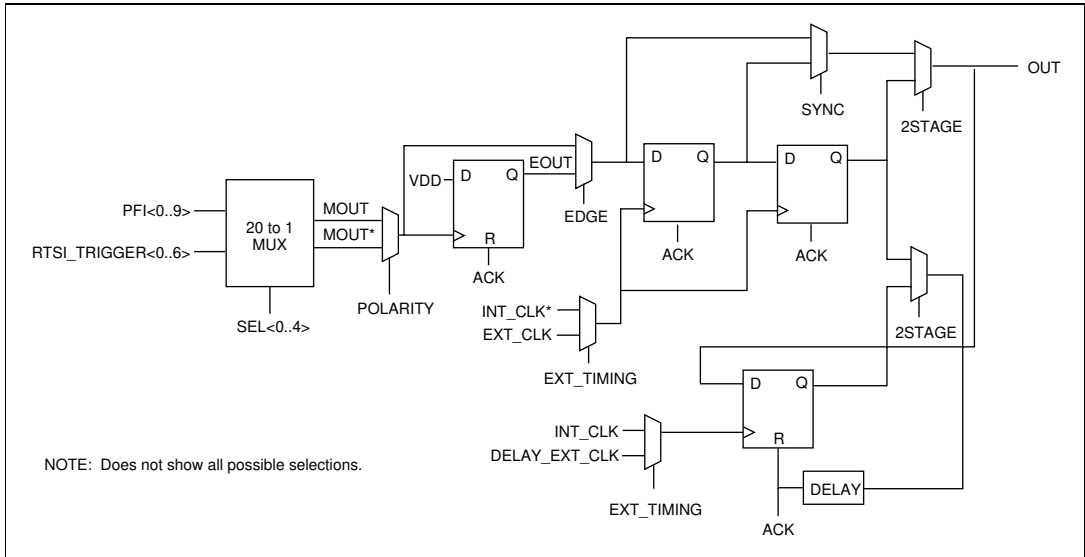 OUT
SYNC
2STAGE
D Q
D Q
EOUT
VDD
D Q
EDGE
PFI<0..9>
MOUT
20 to 1
MUX
MOUT*
RTSI_TRIGGER<0..6>
R
ACK
ACK
ACK
POLARITY
SEL<0..4>
INT_CLK*
EXT_CLK
2STAGE
EXT_TIMING
D Q
INT_CLK
R
DELAY_EXT_CLK
NOTE: Does not show all possible selections.
DELAY
EXT_TIMING
ACK